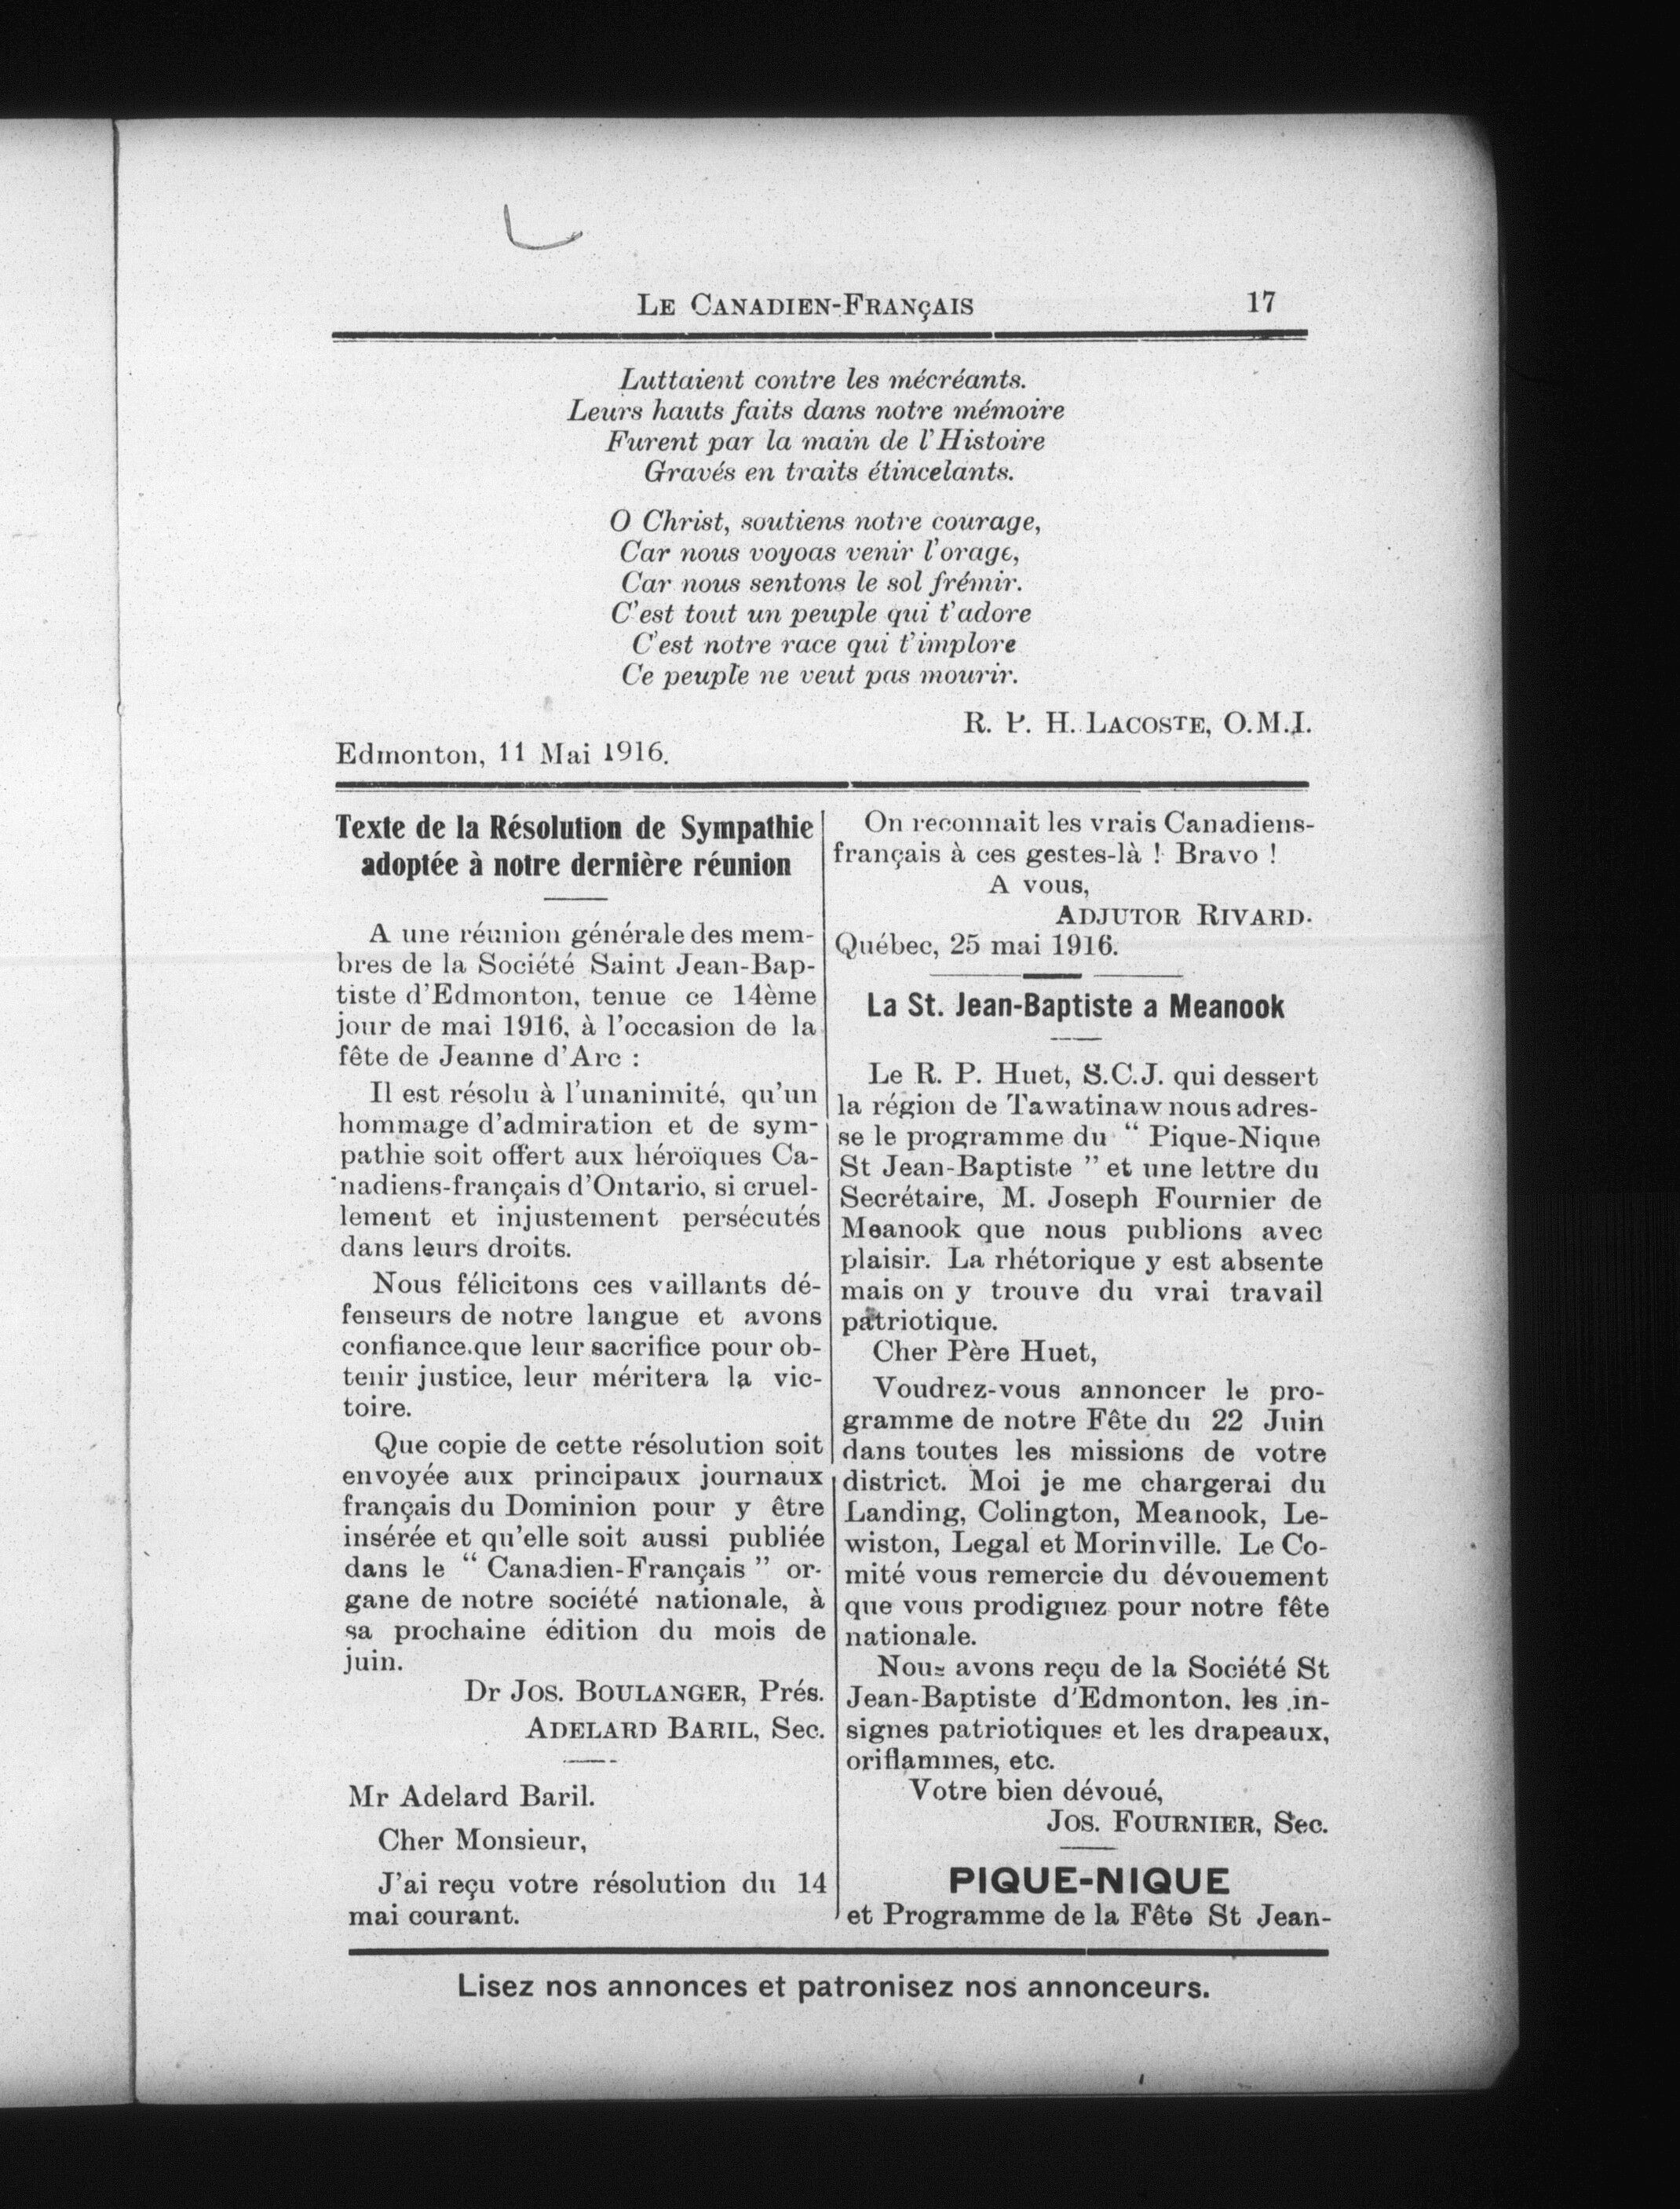 LE CANADIEN-FRANÇAIS 17
Luttaient contre les mécréants.
Leurs hauts faits dans notre mémoire
Furent par la main de l'Histoire
Gravés en traits étincelants.
O Christ, soutiens notre courage,
Car nous voyoas venir l'orage,
Car nous sentons le sol frémir.
C'est tout un peuple qui t'adore
C'est notre race qui t'implore
Ce peuple ne veut pas mourir.
R. P. H. LACOSTE, O.M.I.
Edmonton, 11 Mai 1916.
Texte de la Résolution de Sympathie
adoptée à notre dernière réunion
A une réunion générale des mem-
bres de la Société Saint Jean-Bap-
tiste d'Edmonton, tenue ce 14ème
jour de mai 1916, à l'occasion de la
fête de Jeanne d'Arc :
Il est résolu à l'unanimité, qu'un
hommage d'admiration et de sym-
pathie soit offert aux héroïques Ca-
nadiens-français d'Ontario, si cruel-
lement et injustement persécutés
dans leurs droits.
Nous félicitons ces vaillants dé-
fenseurs de notre langue et avons
confiance.que leur sacrifice pour ob-
tenir justice, leur méritera la vic-
toire.
Que copie de cette résolution soit
envoyée aux principaux journaux
français du Dominion pour y être
insérée et qu'elle soit aussi publiée
dans le " Canadien-Français " or-
gane de notre société nationale, à
sa prochaine édition du mois de
juin.
Dr JOS. BOULANGER, Prés.
ADELARD BARIL, Sec.
Mr Adelard Baril.
Cher Monsieur,
J'ai reçu votre résolution du 14
mai courant.
On reconnait les vrais Canadiens-
français à ces gestes-là ! Bravo !
A vous,
ADJUTOR RIVARD.
Québec, 25 mai 1916.
La St. Jean-Baptiste a Meanook
Le R. P. Huet, S.C.J. qui dessert
la région de Tawatinaw nous adres-
se le programme du " Pique-Nique
St Jean-Baptiste " et une lettre du
Secrétaire, M. Joseph Fournier de
Meanook que nous publions avec
plaisir. La rhétorique y est absente
mais on y trouve du vrai travail
patriotique.
Cher Père Huet,
Voudrez-vous annoncer le pro-
gramme de notre Fête du 22 Juin
dans toutes les missions de votre
district. Moi je me chargerai du
Landing, Colington, Meanook, Le-
wiston, Legal et Morinville. Le Co-
mité vous remercie du dévouement
que vous prodiguez pour notre fête
nationale.
Nous avons reçu de la Société St
Jean-Baptiste d'Edmonton, les in-
signes patriotiques et les drapeaux,
oriflammes, etc.
Votre bien dévoué,
JOS. FOURNIER, Sec.
PIQUE-NIQUE
et Programme de la Fête St Jean-
Lisez nos annonces et patronisez nos annonceurs.